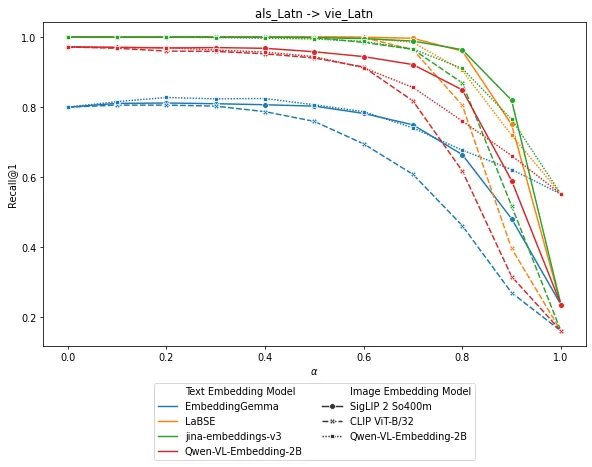 als_Latn -> vie_Latn
Recall@1
1.0
0.8
0.6
0.4
0.2
0.0
0.2
0.4
0.6
0.8
1.0
α
Text Embedding Model
EmbeddingGemma
LaBSE
jina-embeddings-v3
Qwen-VL-Embedding-2B
Image Embedding Model
SigLIP 2 So400m
CLIP ViT-B/32
Qwen-VL-Embedding-2B